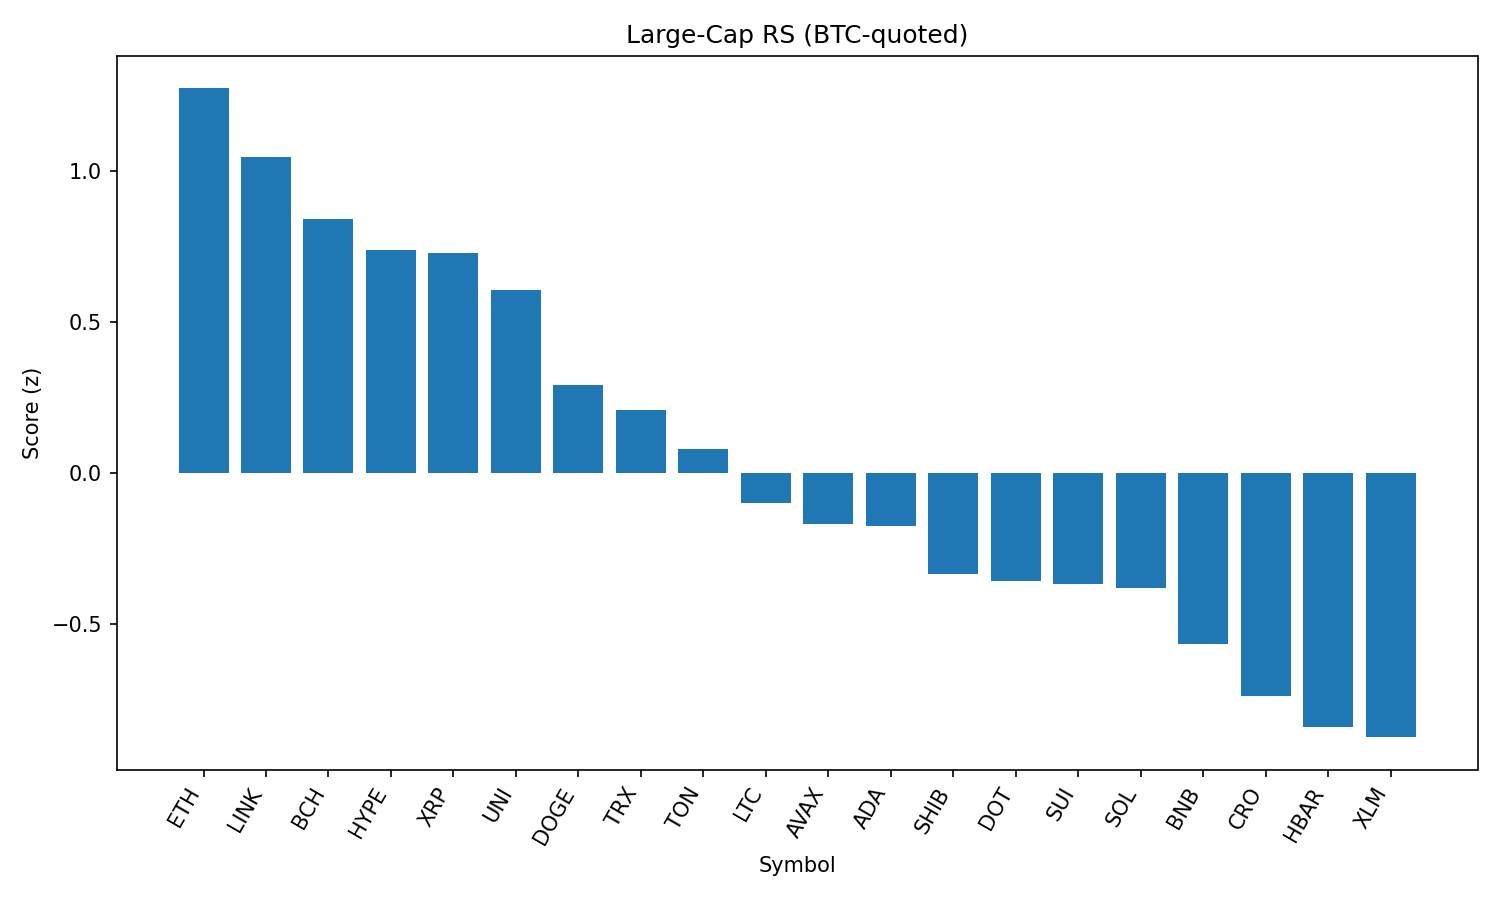 Large-Cap RS (BTC-quoted)
Score (z)
1.0
0.5
0.0
−0.5
ETH
LINK
BCH
HYPE
XRP
UNI
DOGE
TRX
TON
LTC
AVAX
ADA
SHIB
DOT
SUI
SOL
BNB
CRO
HBAR
XLM
Symbol